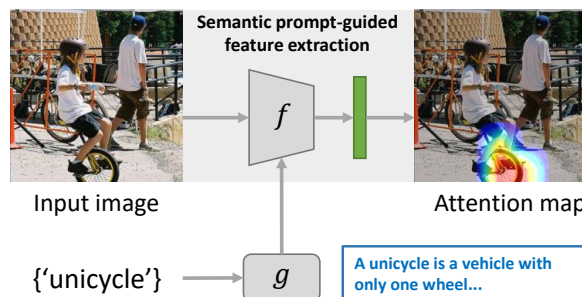 Semantic prompt-guided
feature extraction
f
Input image
Attention map
{'unicycle'}
g
A unicycle is a vehicle with
only one wheel...